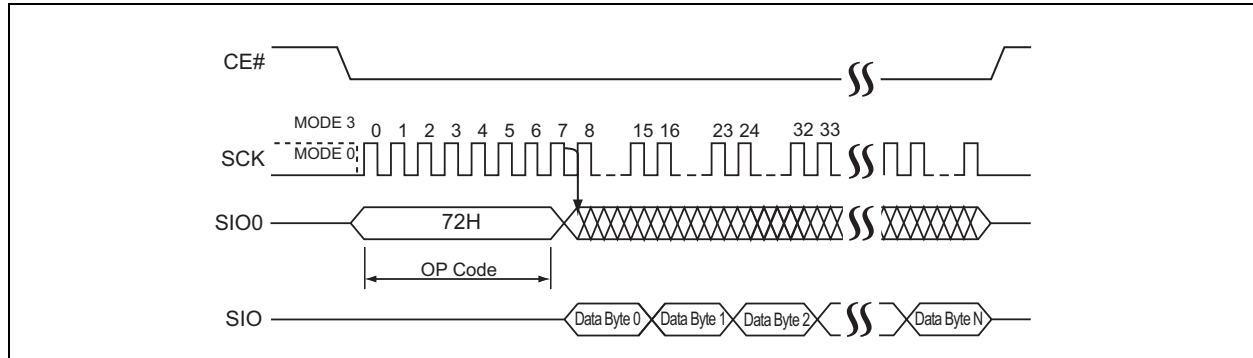 CE#
MODE 3
0 1 2 3 4 5 6 7 8 15 16 23 24 32 33
SCK
MODE 0
SIO0
72H
OP Code
SIO
Data Byte 0 Data Byte 1 Data Byte 2 Data Byte N